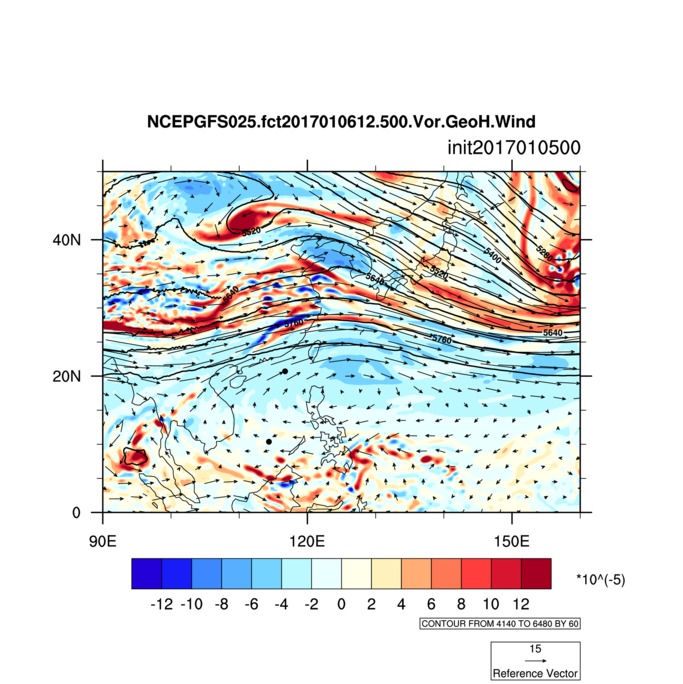 NCEPGFS025.fct2017010612.500.Vor.GeoH.Wind
init2017010500
40N
20N
0
90E 120E 150E
5520
5640
5760
5640
5520
5400
5280
5760
5640
-12 -10 -8 -6 -4 -2 0 2 4 6 8 10 12
*10^(-5)
CONTOUR FROM 4140 TO 6480 BY 60
15
Reference Vector